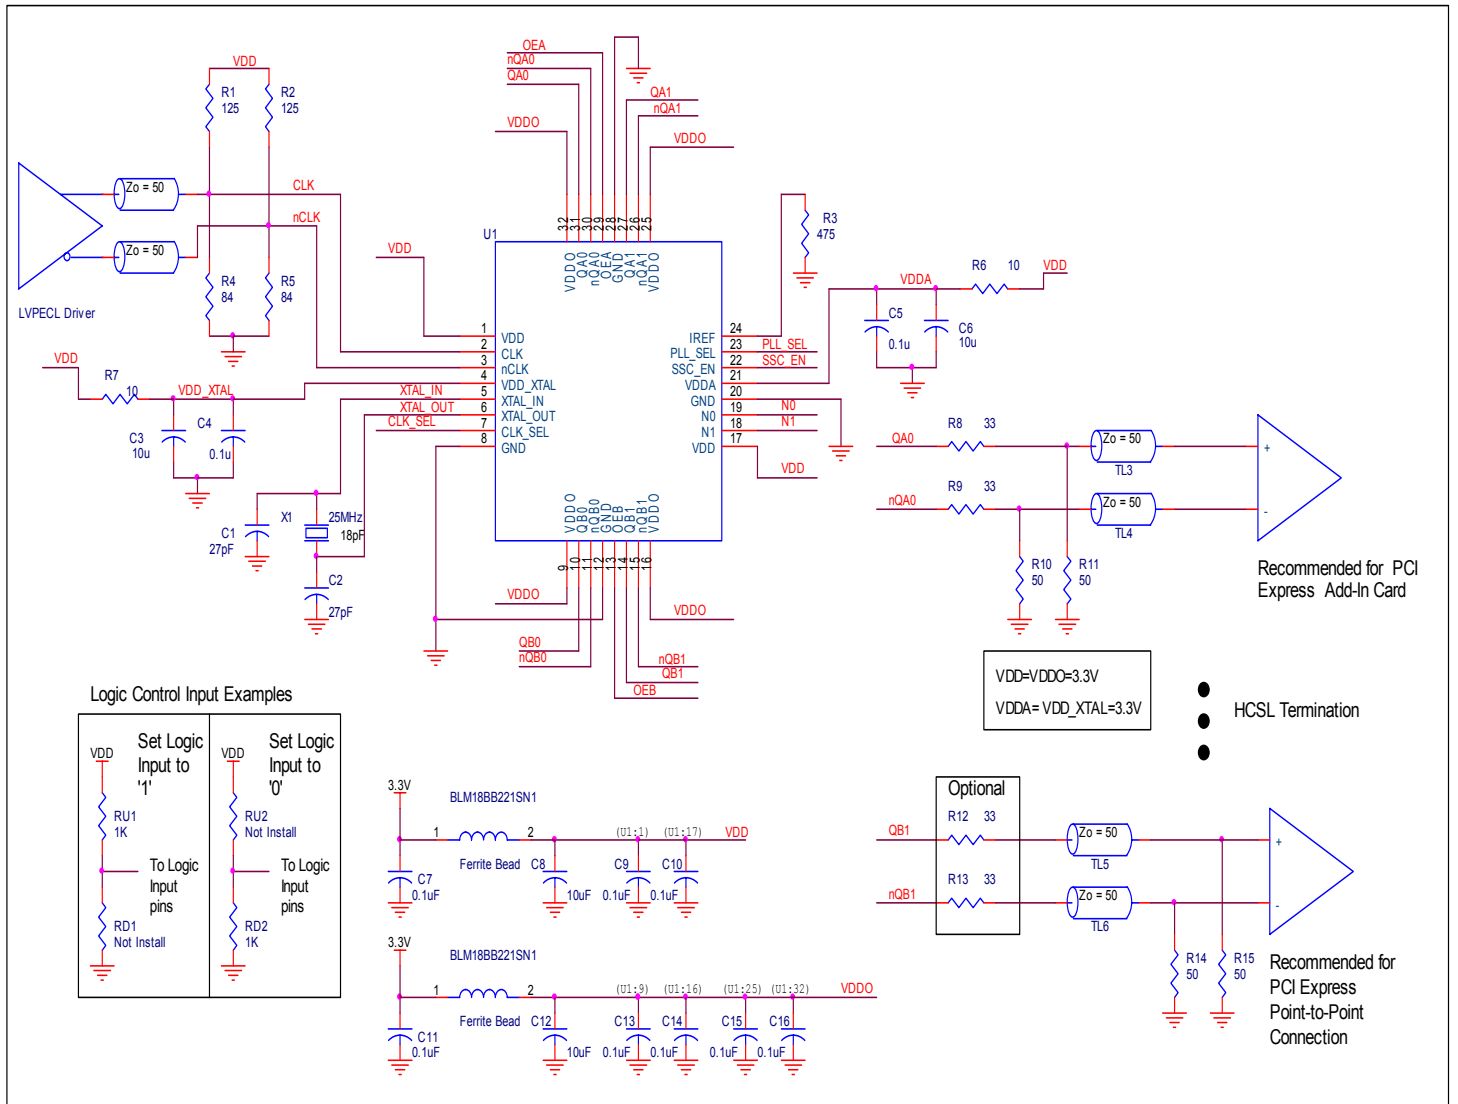 OEA
nQA0
QA0
VDD
R1
125
R2
125
QA1
nQA1
VDDO
VDDO
Zo = 50
CLK
nCLK
Zo = 50
R4
84
R5
84
LVPECL Driver
VDD
U1
32
31
30
29
28
27
26
25
VDDO
QA0
nQA0
OEA
GND
QA1
nQA1
VDDO
R3
475
VDDA
R6 10
VDD
C5
0.1u
C6
10u
1
2
3
4
5
6
7
8
VDD
CLK
nCLK
VDD_XTAL
XTAL_IN
XTAL_OUT
CLK_SEL
GND
IREF
PLL_SEL
SSC_EN
VDDA
GND
N0
N1
VDD
24
23
22
21
20
19
18
17
PLL_SEL
SSC_EN
N0
N1
VDD
VDD
R7
10
VDD_XTAL
XTAL_IN
XTAL_OUT
CLK_SEL
C3
10u
C4
0.1u
C1
27pF
X1
25MHz
18pF
C2
27pF
VDDO
QB0
nQB0
GND
OEB
QB1
nQB1
VDDO
9
10
11
12
13
14
15
16
VDDO
VDDO
QB0
nQB0
nQB1
QB1
OEB
QA0
R8 33
Zo = 50
TL3
+
nQA0
R9 33
Zo = 50
TL4
-
R10
50
R11
50
Recommended for PCI
Express Add-In Card
VDD=VDDO=3.3V
VDDA= VDD_XTAL=3.3V
HCSL Termination
Logic Control Input Examples
VDD
Set Logic
Input to
'1'
RU1
1K
To Logic
Input
pins
RD1
Not Install
VDD
Set Logic
Input to
'0'
RU2
Not Install
To Logic
Input
pins
RD2
1K
3.3V
BLM18BB221SN1
1
2
(U1:1) (U1:17)
VDD
Ferrite Bead
C7
0.1uF
C8
10uF
C9
0.1uF
C10
0.1uF
3.3V
BLM18BB221SN1
1
2
(U1:9) (U1:16) (U1:25) (U1:32)
VDDO
Ferrite Bead
C11
0.1uF
C12
10uF
C13
0.1uF
C14
0.1uF
C15
0.1uF
C16
0.1uF
Optional
QB1
R12 33
Zo = 50
TL5
+
nQB1
R13 33
Zo = 50
TL6
-
R14
50
R15
50
Recommended for
PCI Express
Point-to-Point
Connection